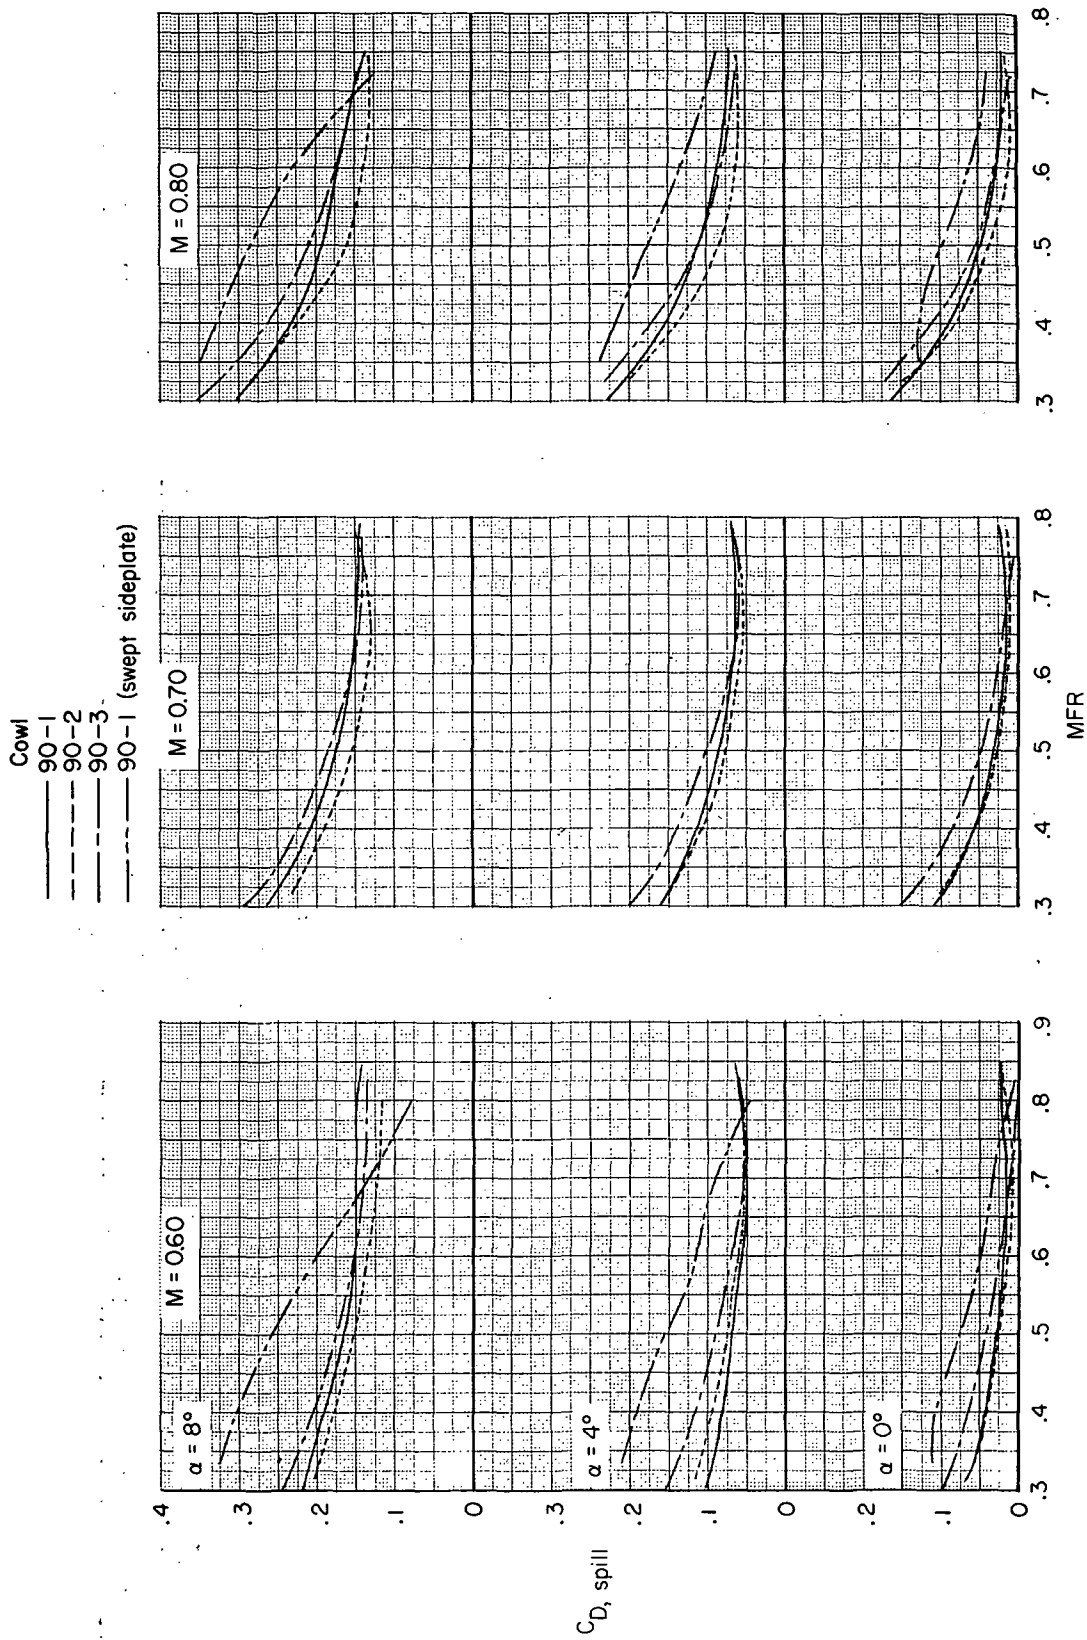 Cowl
90-1
90-2
90-3
90-1 (swept sideplate)
M = 0.60
M = 0.70
M = 0.80
α = 8°
α = 4°
α = 0°
C_D, spill
.4
.3
.2
.1
0
.3
.2
.1
0
.2
.1
0
.3 .4 .5 .6 .7 .8 .9
.3 .4 .5 .6 .7 .8
.3 .4 .5 .6 .7 .8
MFR